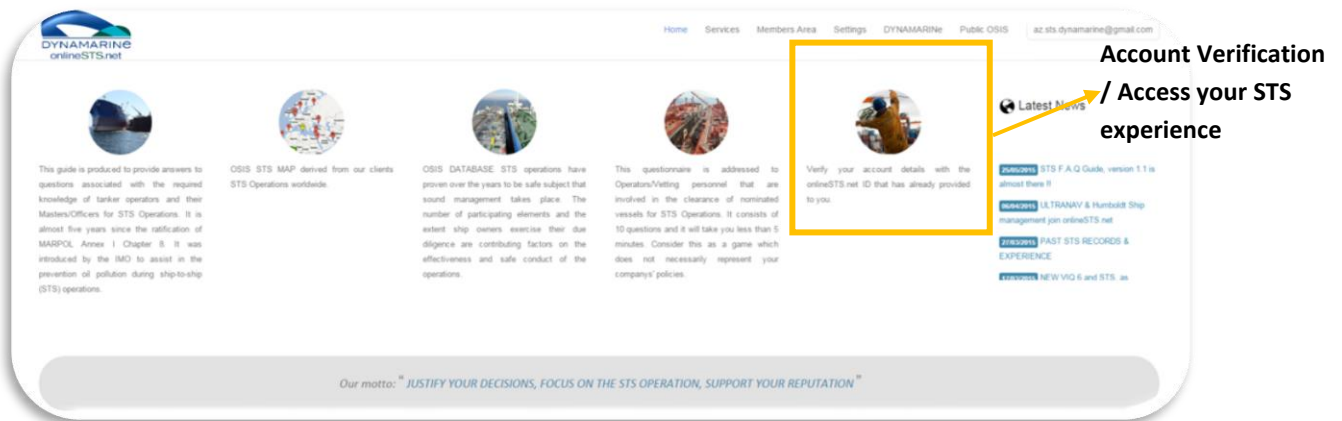 DYNAMARINe
onlineSTS.net
Home Services Members Area Settings DYNAMARINe Public OSIS az.sts.dynamarine@gmail.com
Account Verification
/ Access your STS
experience
This guide is produced to provide answers to
questions associated with the required
knowledge of tanker operators and their
Masters/Officers for STS Operations. It is
almost five years since the ratification of
MARPOL Annex I Chapter 8. It was
introduced by the IMO to assist in the
prevention oil pollution during ship-to-ship
(STS) operations.
OSIS STS MAP derived from our clients
STS Operations worldwide.
OSIS DATABASE STS operations have
proven over the years to be safe subject that
sound management takes place. The
number of participating elements and the
extent ship owners exercise their due
diligence are contributing factors on the
effectiveness and safe conduct of the
operations.
This questionnaire is addressed to
Operators/Vetting personnel that are
involved in the clearance of nominated
vessels for STS Operations. It consists of
10 questions and it will take you less than 5
minutes. Consider this as a game which
does not necessarily represent your
companys' policies.
Verify your account details with the
onlineSTS.net ID that has already provided
to you.
Latest News
25/05/2015 STS F.A.Q Guide, version 1.1 is
almost there !!
06/04/2015 ULTRANAV & Humboldt Ship
management join onlineSTS.net
27/03/2015 PAST STS RECORDS &
EXPERIENCE
NEW VIQ 6 and STS, as
Our motto: " JUSTIFY YOUR DECISIONS, FOCUS ON THE STS OPERATION, SUPPORT YOUR REPUTATION "